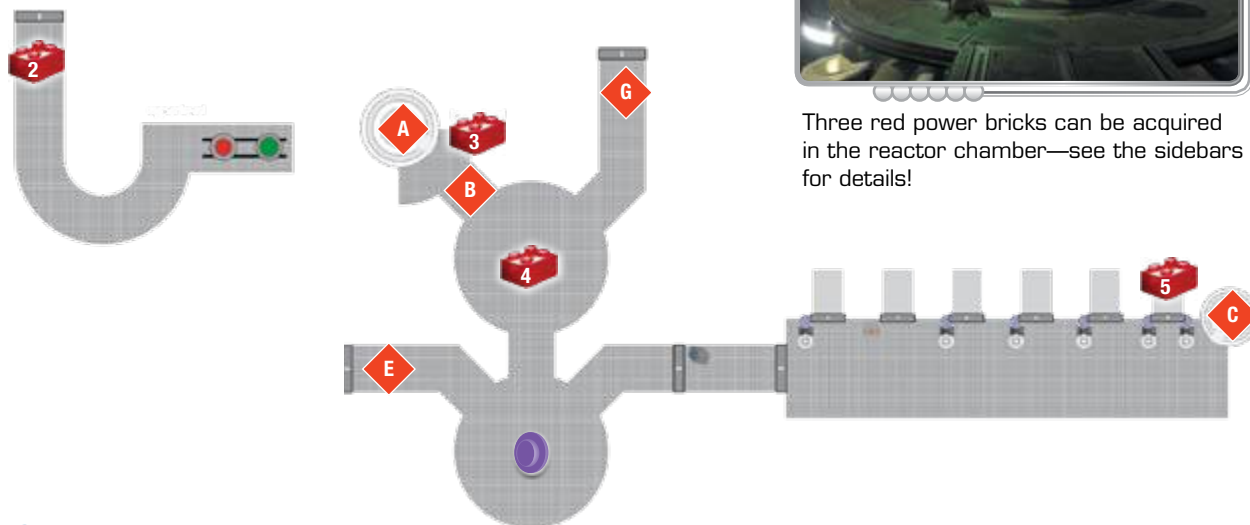 2
A
3
G
B
4
E
5
C
Three red power bricks can be acquired
in the reactor chamber—see the sidebars
for details!